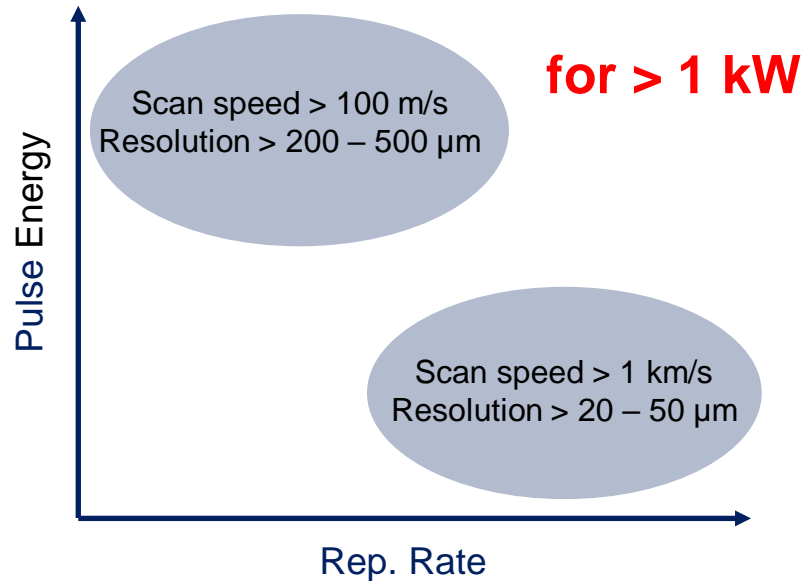 for > 1 kW
Scan speed > 100 m/s
Resolution > 200 – 500 µm
Pulse Energy
Scan speed > 1 km/s
Resolution > 20 – 50 µm
Rep. Rate